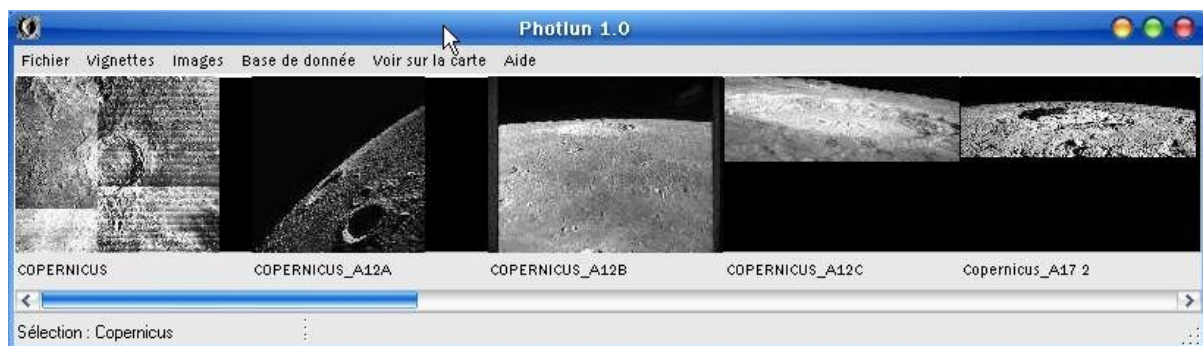 Photlun 1.0
Fichier Vignettes Images Base de donnée Voir sur la carte Aide
COPERNICUS COPERNICUS_A12A COPERNICUS_A12B COPERNICUS_A12C Copernicus_A17 2
Sélection : Copernicus